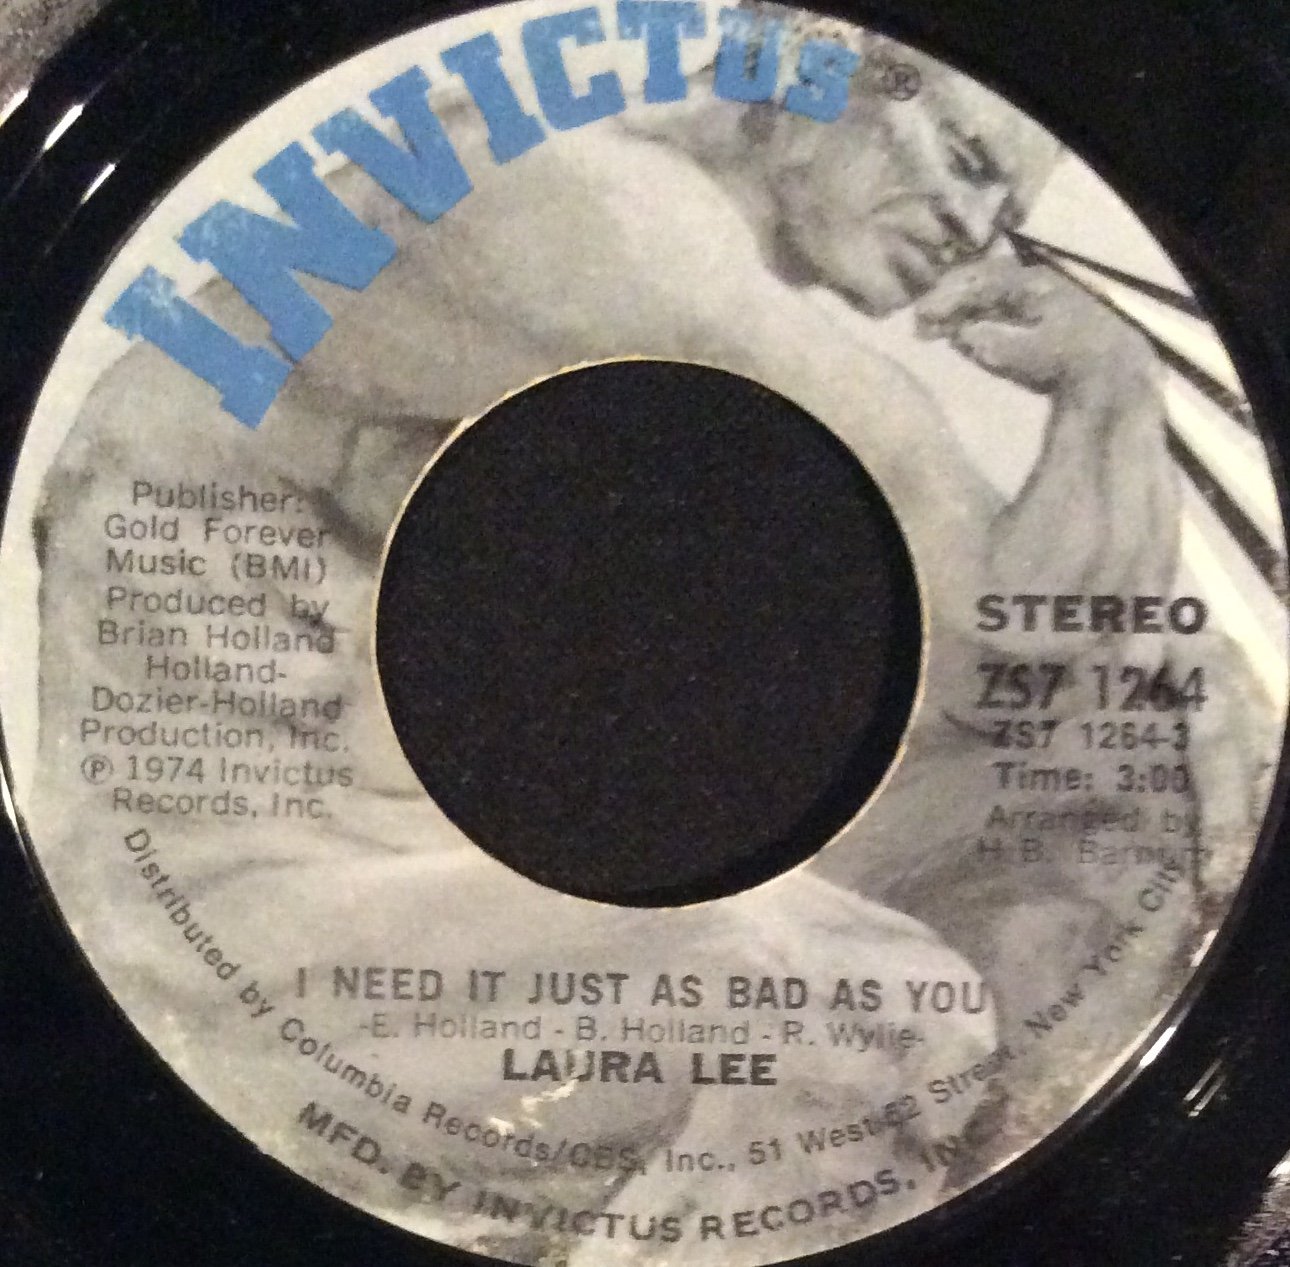 INVICTUS®
Publisher:
Gold Forever
Music (BMI)
Produced by
Brian Holland
Holland-
Dozier-Holland
Production, Inc.
Ⓟ 1974 Invictus
Records, Inc.
STEREO
ZS7 1264
ZS7 1264-3
Time: 3:00
Arranged by
H. B. Barnum
I NEED IT JUST AS BAD AS YOU
-E. Holland - B. Holland - R. Wylie-
LAURA LEE
Distributed by Columbia Records/CBS, Inc., 51 West 52 Street, New York City
MFD. BY INVICTUS RECORDS, INC.